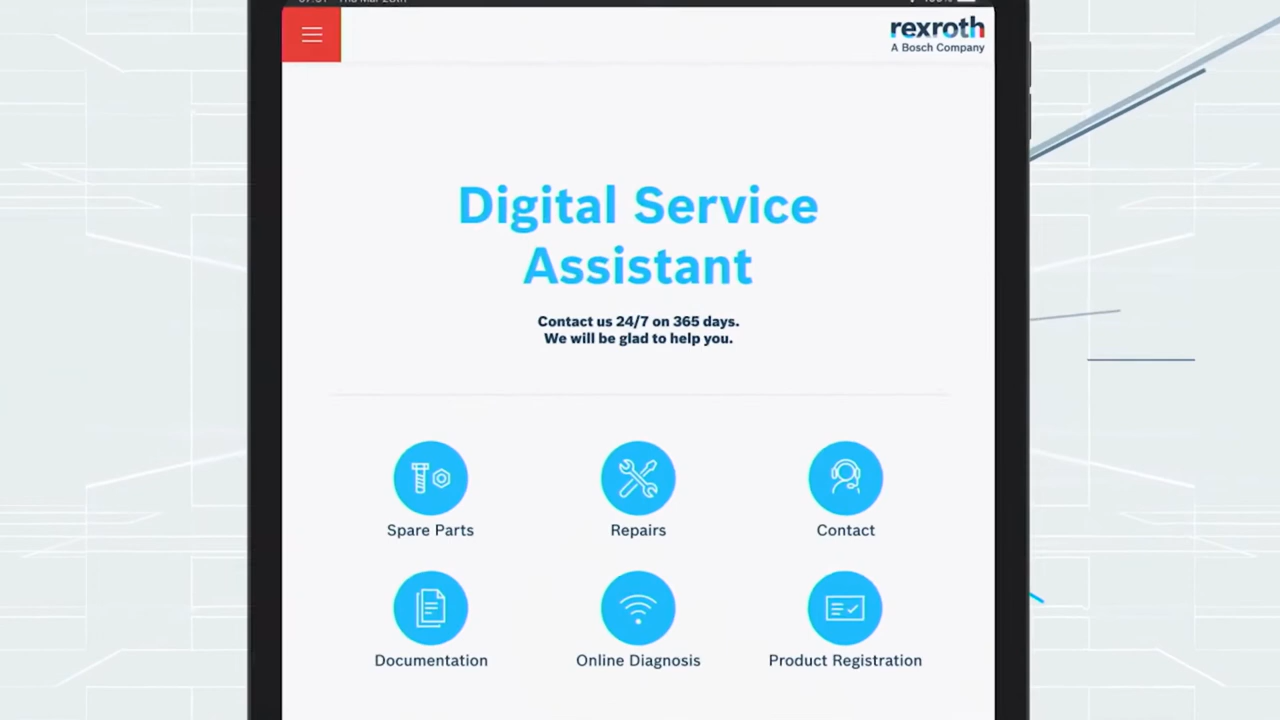 rexroth
A Bosch Company
Digital Service
Assistant
Contact us 24/7 on 365 days.
We will be glad to help you.
Spare Parts
Repairs
Contact
Documentation
Online Diagnosis
Product Registration